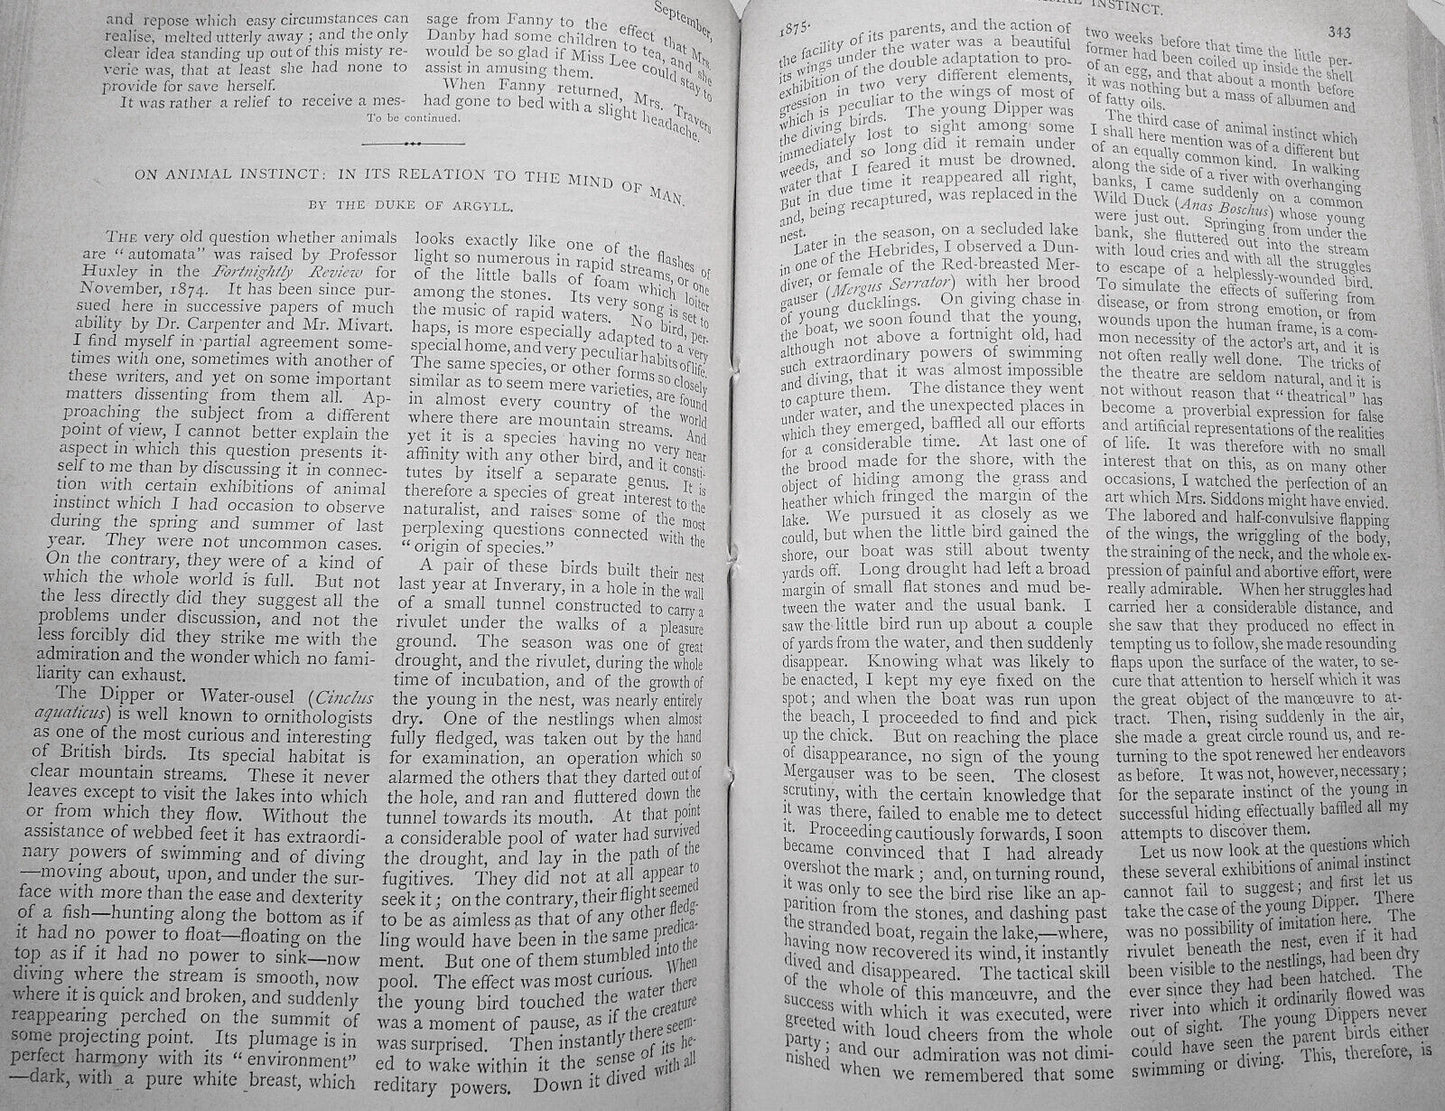 September,
and repose which easy circumstances can
realise, melted utterly away ; and the only
clear idea standing up out of this misty re-
verie was, that at least she had none to
provide for save herself.
It was rather a relief to receive a mes-
sage from Fanny to the effect that Mrs.
Danby had some children to tea, and she
would be so glad if Miss Lee could stay to
assist in amusing them.
When Fanny returned, Mrs. Travers
had gone to bed with a slight headache.
To be continued.
ON ANIMAL INSTINCT: IN ITS RELATION TO THE MIND OF MAN.
BY THE DUKE OF ARGYLL.
THE very old question whether animals
are “ automata” was raised by Professor
Huxley in the Fortnightly Review for
November, 1874. It has been since pur-
sued here in successive papers of much
ability by Dr. Carpenter and Mr. Mivart.
I find myself in partial agreement some-
times with one, sometimes with another of
these writers, and yet on some important
matters dissenting from them all. Ap-
proaching the subject from a different
point of view, I cannot better explain the
aspect in which this question presents it-
self to me than by discussing it in connec-
tion with certain exhibitions of animal
instinct which I had occasion to observe
during the spring and summer of last
year. They were not uncommon cases.
On the contrary, they were of a kind of
which the whole world is full. But not
the less directly did they suggest all the
problems under discussion, and not the
less forcibly did they strike me with the
admiration and the wonder which no fami-
liarity can exhaust.
The Dipper or Water-ousel (Cinclus
aquaticus) is well known to ornithologists
as one of the most curious and interesting
of British birds. Its special habitat is
clear mountain streams. These it never
leaves except to visit the lakes into which
or from which they flow. Without the
assistance of webbed feet it has extraordi-
nary powers of swimming and of diving
—moving about, upon, and under the sur-
face with more than the ease and dexterity
of a fish—hunting along the bottom as if
it had no power to float—floating on the
top as if it had no power to sink—now
diving where the stream is smooth, now
where it is quick and broken, and suddenly
reappearing perched on the summit of
some projecting point. Its plumage is in
perfect harmony with its “ environment”
—dark, with a pure white breast, which
looks exactly like one of the flashes of
light so numerous in rapid streams, or one
of the little balls of foam which loiter
among the stones. Its very song is set to
the music of rapid waters. No bird, per-
haps, is more especially adapted to a very
special home, and very peculiar habits of life.
The same species, or other forms so closely
similar as to seem mere varieties, are found
in almost every country of the world
where there are mountain streams. And
yet it is a species having no very near
affinity with any other bird, and it consti-
tutes by itself a separate genus. It is
therefore a species of great interest to the
naturalist, and raises some of the most
perplexing questions connected with the
“ origin of species.”
A pair of these birds built their nest
last year at Inverary, in a hole in the wall
of a small tunnel constructed to carry a
rivulet under the walks of a pleasure
ground. The season was one of great
drought, and the rivulet, during the whole
time of incubation, and of the growth of
the young in the nest, was nearly entirely
dry. One of the nestlings when almost
fully fledged, was taken out by the hand
for examination, an operation which so
alarmed the others that they darted out of
the hole, and ran and fluttered down the
tunnel towards its mouth. At that point
a considerable pool of water had survived
the drought, and lay in the path of the
fugitives. They did not at all appear to
seek it ; on the contrary, their flight seemed
to be as aimless as that of any other fledg-
ling would have been in the same predica-
ment. But one of them stumbled into the
pool. The effect was most curious. When
the young bird touched the water there
was a moment of pause, as if the creature
was surprised. Then instantly there seem-
ed to wake within it the sense of its he-
reditary powers. Down it dived with all
1875.
INSTINCT.
343
the facility of its parents, and the action of
its wings under the water was a beautiful
exhibition of the double adaptation to pro-
gression in two very different elements,
which is peculiar to the wings of most of
the diving birds. The young Dipper was
immediately lost to sight among some
weeds, and so long did it remain under
water that I feared it must be drowned.
But in due time it reappeared all right,
and, being recaptured, was replaced in the
nest.
Later in the season, on a secluded lake
in one of the Hebrides, I observed a Dun-
diver, or female of the Red-breasted Mer-
gauser (Mergus Serrator) with her brood
of young ducklings. On giving chase in
the boat, we soon found that the young,
although not above a fortnight old, had
such extraordinary powers of swimming
and diving, that it was almost impossible
to capture them. The distance they went
under water, and the unexpected places in
which they emerged, baffled all our efforts
for a considerable time. At last one of
the brood made for the shore, with the
object of hiding among the grass and
heather which fringed the margin of the
lake. We pursued it as closely as we
could, but when the little bird gained the
shore, our boat was still about twenty
yards off. Long drought had left a broad
margin of small flat stones and mud be-
tween the water and the usual bank. I
saw the little bird run up about a couple
of yards from the water, and then suddenly
disappear. Knowing what was likely to
be enacted, I kept my eye fixed on the
spot ; and when the boat was run upon
the beach, I proceeded to find and pick
up the chick. But on reaching the place
of disappearance, no sign of the young
Mergauser was to be seen. The closest
scrutiny, with the certain knowledge that
it was there, failed to enable me to detect
it. Proceeding cautiously forwards, I soon
became convinced that I had already
overshot the mark ; and, on turning round,
it was only to see the bird rise like an ap-
parition from the stones, and dashing past
the stranded boat, regain the lake,—where,
having now recovered its wind, it instantly
dived and disappeared. The tactical skill
of the whole of this manœuvre, and the
success with which it was executed, were
greeted with loud cheers from the whole
party ; and our admiration was not dimi-
nished when we remembered that some
two weeks before that time the little per-
former had been coiled up inside the shell
of an egg, and that about a month before
it was nothing but a mass of albumen and
of fatty oils.
The third case of animal instinct which
I shall here mention was of a different but
of an equally common kind. In walking
along the side of a river with overhanging
banks, I came suddenly on a common
Wild Duck (Anas Boschus) whose young
were just out. Springing from under the
bank, she fluttered out into the stream
with loud cries and with all the struggles
to escape of a helplessly-wounded bird.
To simulate the effects of suffering from
disease, or from strong emotion, or from
wounds upon the human frame, is a com-
mon necessity of the actor's art, and it is
not often really well done. The tricks of
the theatre are seldom natural, and it is
not without reason that “ theatrical” has
become a proverbial expression for false
and artificial representations of the realities
of life. It was therefore with no small
interest that on this, as on many other
occasions, I watched the perfection of an
art which Mrs. Siddons might have envied.
The labored and half-convulsive flapping
of the wings, the wriggling of the body,
the straining of the neck, and the whole ex-
pression of painful and abortive effort, were
really admirable. When her struggles had
carried her a considerable distance, and
she saw that they produced no effect in
tempting us to follow, she made resounding
flaps upon the surface of the water, to se-
cure that attention to herself which it was
the great object of the manœuvre to at-
tract. Then, rising suddenly in the air,
she made a great circle round us, and re-
turning to the spot renewed her endeavors
as before. It was not, however, necessary ;
for the separate instinct of the young in
successful hiding effectually baffled all my
attempts to discover them.
Let us now look at the questions which
these several exhibitions of animal instinct
cannot fail to suggest ; and first let us
take the case of the young Dipper. There
was no possibility of imitation here. The
rivulet beneath the nest, even if it had
been visible to the nestlings, had been dry
ever since they had been hatched. The
river into which it ordinarily flowed was
out of sight. The young Dippers never
could have seen the parent birds either
swimming or diving. This, therefore, is